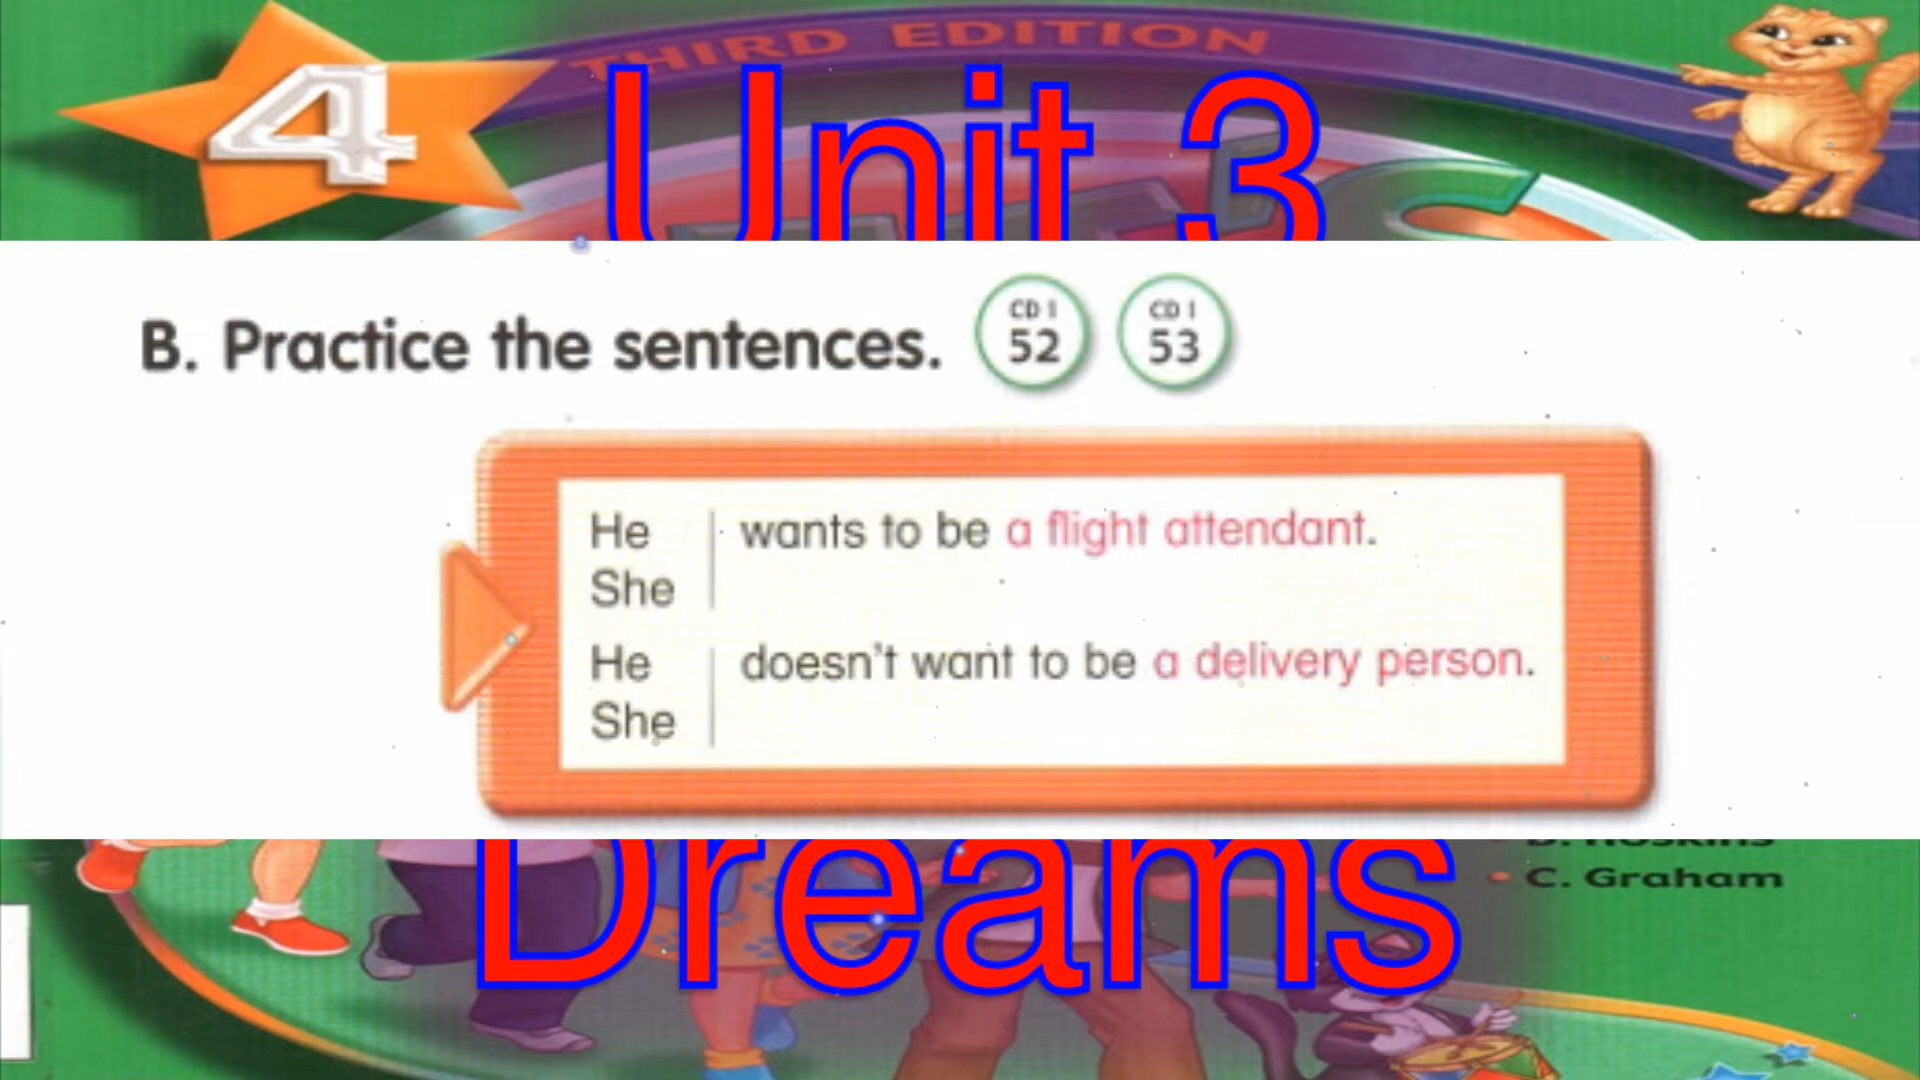 4
THIRD EDITION
Unit 3
B. Practice the sentences.
CD 1
52
CD 1
53
He
She
wants to be a flight attendant.
He
She
doesn't want to be a delivery person.
Dreams
C. Graham